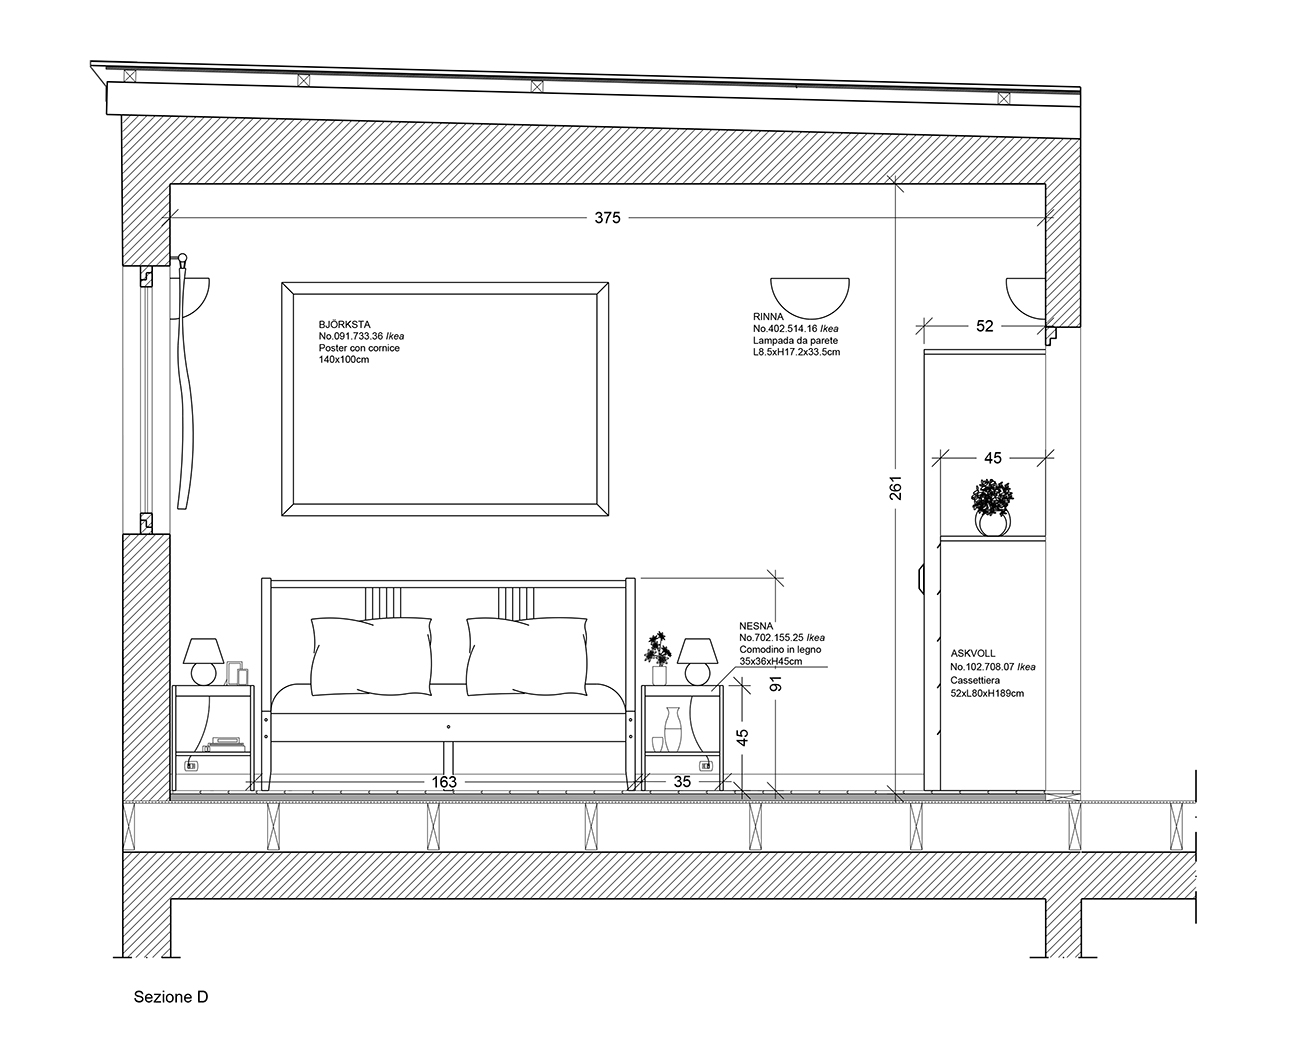 375
BJÖRKSTA
No.091.733.36 Ikea
Poster con cornice
140x100cm
RINNA
No.402.514.16 Ikea
Lampada da parete
L8.5xH17.2x33.5cm
52
45
261
NESNA
No.702.155.25 Ikea
Comodino in legno
35x36xH45cm
91
45
ASKVOLL
No.102.708.07 Ikea
Cassettiera
52xL80xH189cm
163
35
Sezione D